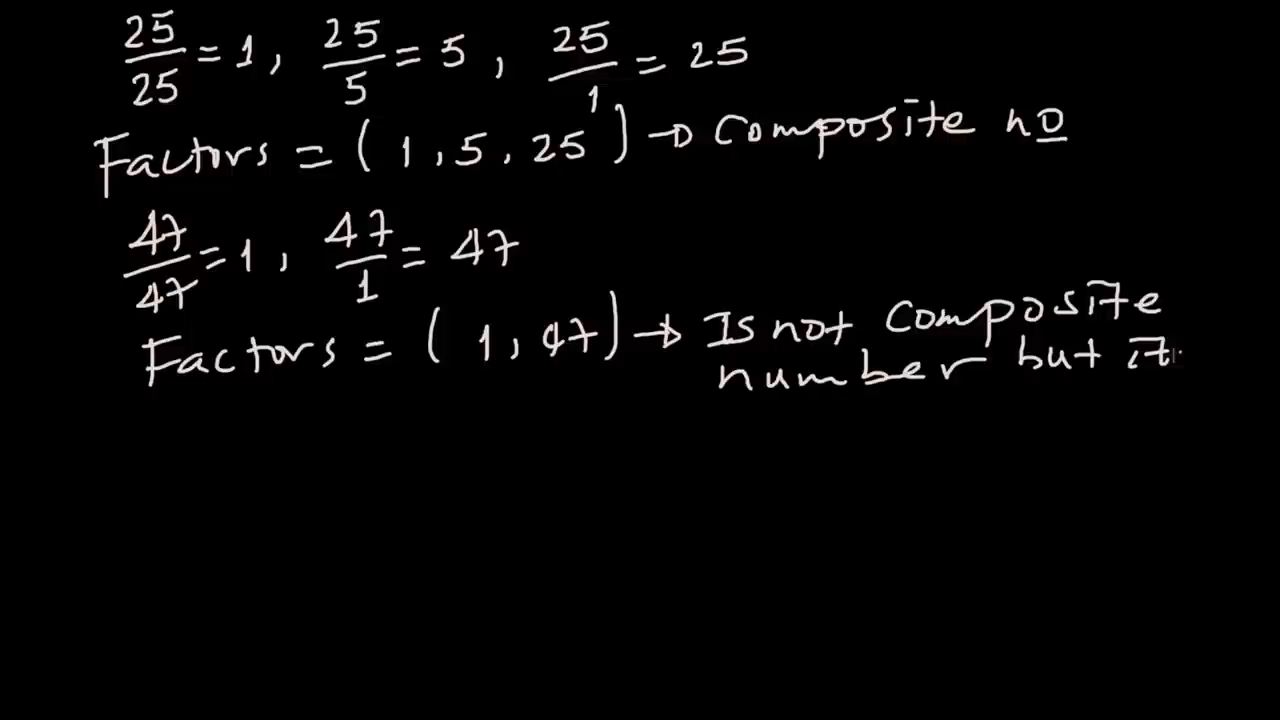 25/25 = 1, 25/5 = 5, 25/1 = 25
Factors = (1, 5, 25) → Composite no
47/47 = 1, 47/1 = 47
Factors = (1, 47) → Is not composite
number but it